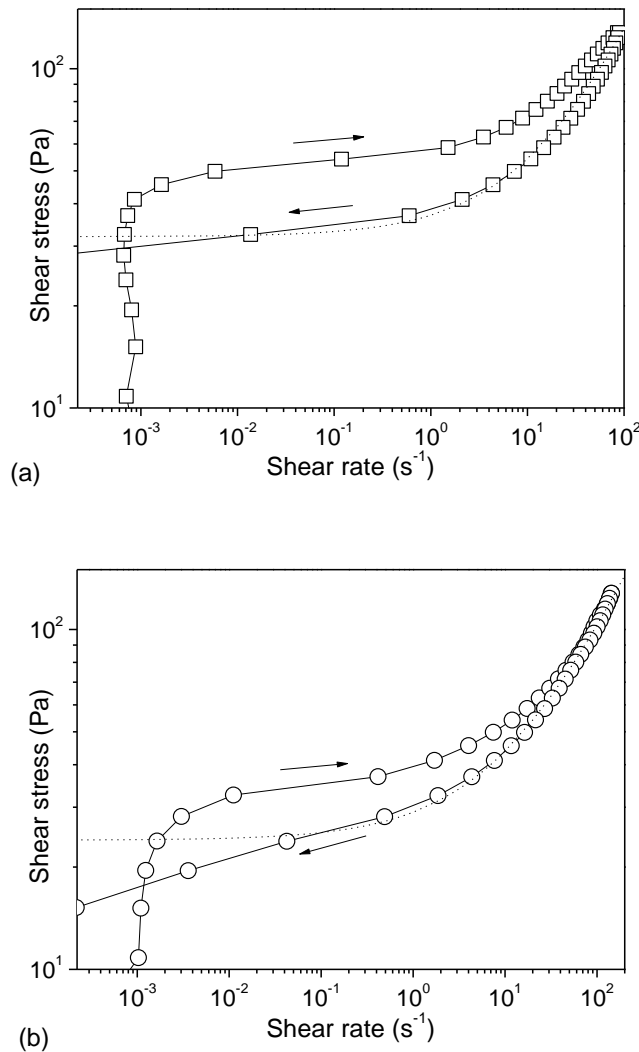 10²
Shear stress (Pa)
10¹
10⁻³ 10⁻² 10⁻¹ 10⁰ 10¹ 10²
Shear rate (s⁻¹)
(a)
10²
Shear stress (Pa)
10¹
10⁻³ 10⁻² 10⁻¹ 10⁰ 10¹ 10²
Shear rate (s⁻¹)
(b)